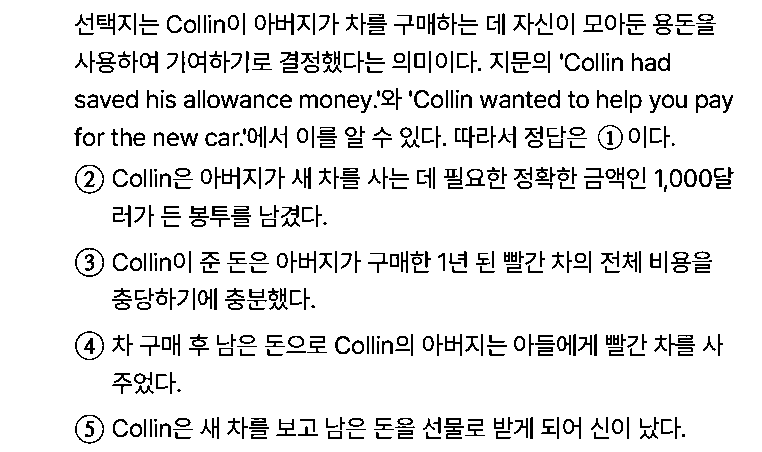 선택지는 Collin이 아버지가 차를 구매하는 데 자신이 모아둔 용돈을
사용하여 기여하기로 결정했다는 의미이다. 지문의 'Collin had
saved his allowance money.'와 'Collin wanted to help you pay
for the new car.'에서 이를 알 수 있다. 따라서 정답은 ①이다.
② Collin은 아버지가 새 차를 사는 데 필요한 정확한 금액인 1,000달
러가 든 봉투를 남겼다.
③ Collin이 준 돈은 아버지가 구매한 1년 된 빨간 차의 전체 비용을
충당하기에 충분했다.
④ 차 구매 후 남은 돈으로 Collin의 아버지는 아들에게 빨간 차를 사
주었다.
⑤ Collin은 새 차를 보고 남은 돈을 선물로 받게 되어 신이 났다.